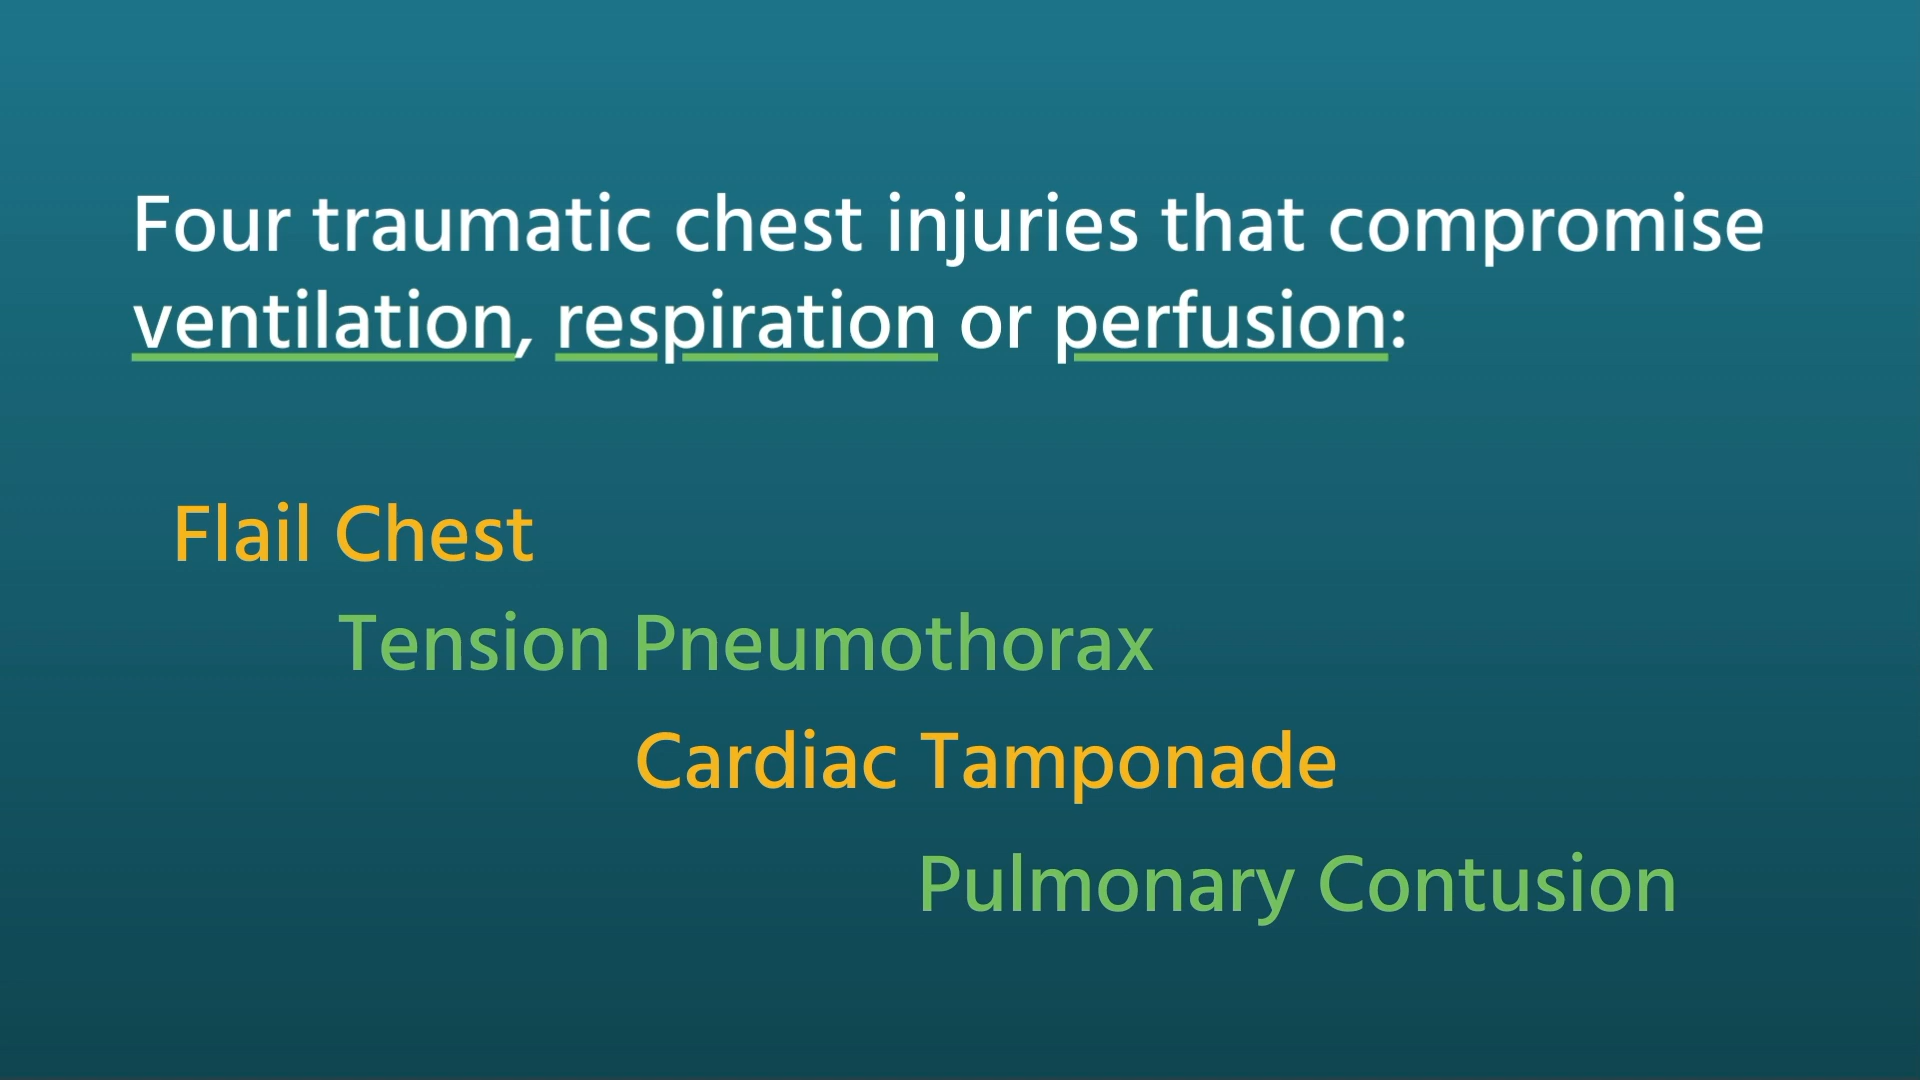 Four traumatic chest injuries that compromise
ventilation, respiration or perfusion:
Flail Chest
Tension Pneumothorax
Cardiac Tamponade
Pulmonary Contusion